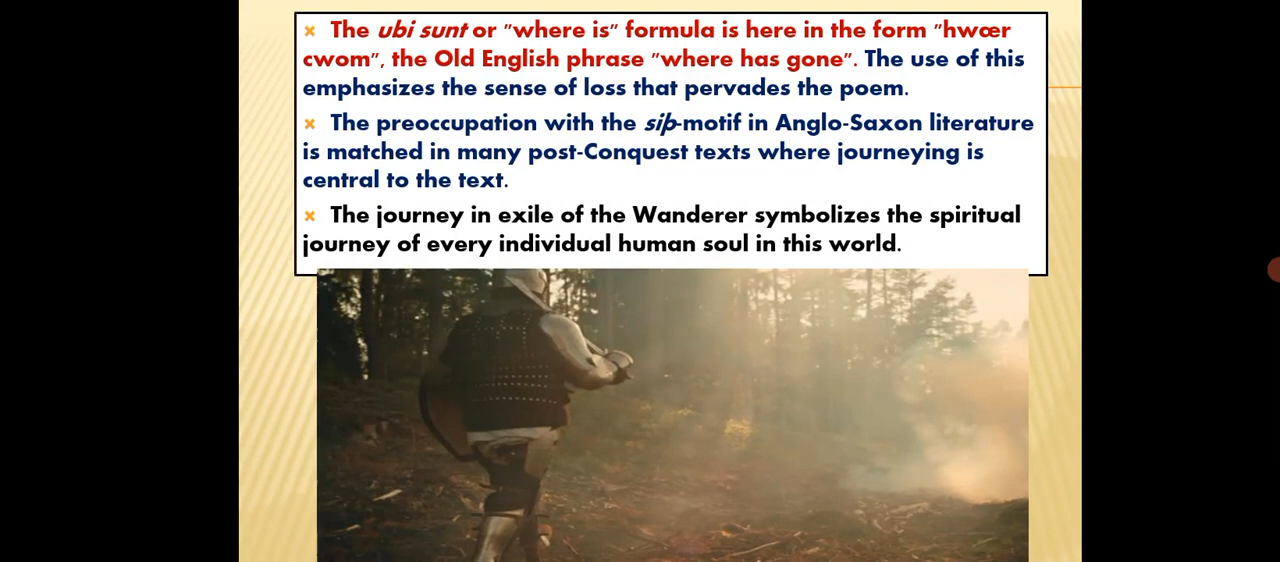 The ubi sunt or "where is" formula is here in the form "hwær
cwom", the Old English phrase "where has gone". The use of this
emphasizes the sense of loss that pervades the poem.
The preoccupation with the siþ-motif in Anglo-Saxon literature
is matched in many post-Conquest texts where journeying is
central to the text.
The journey in exile of the Wanderer symbolizes the spiritual
journey of every individual human soul in this world.